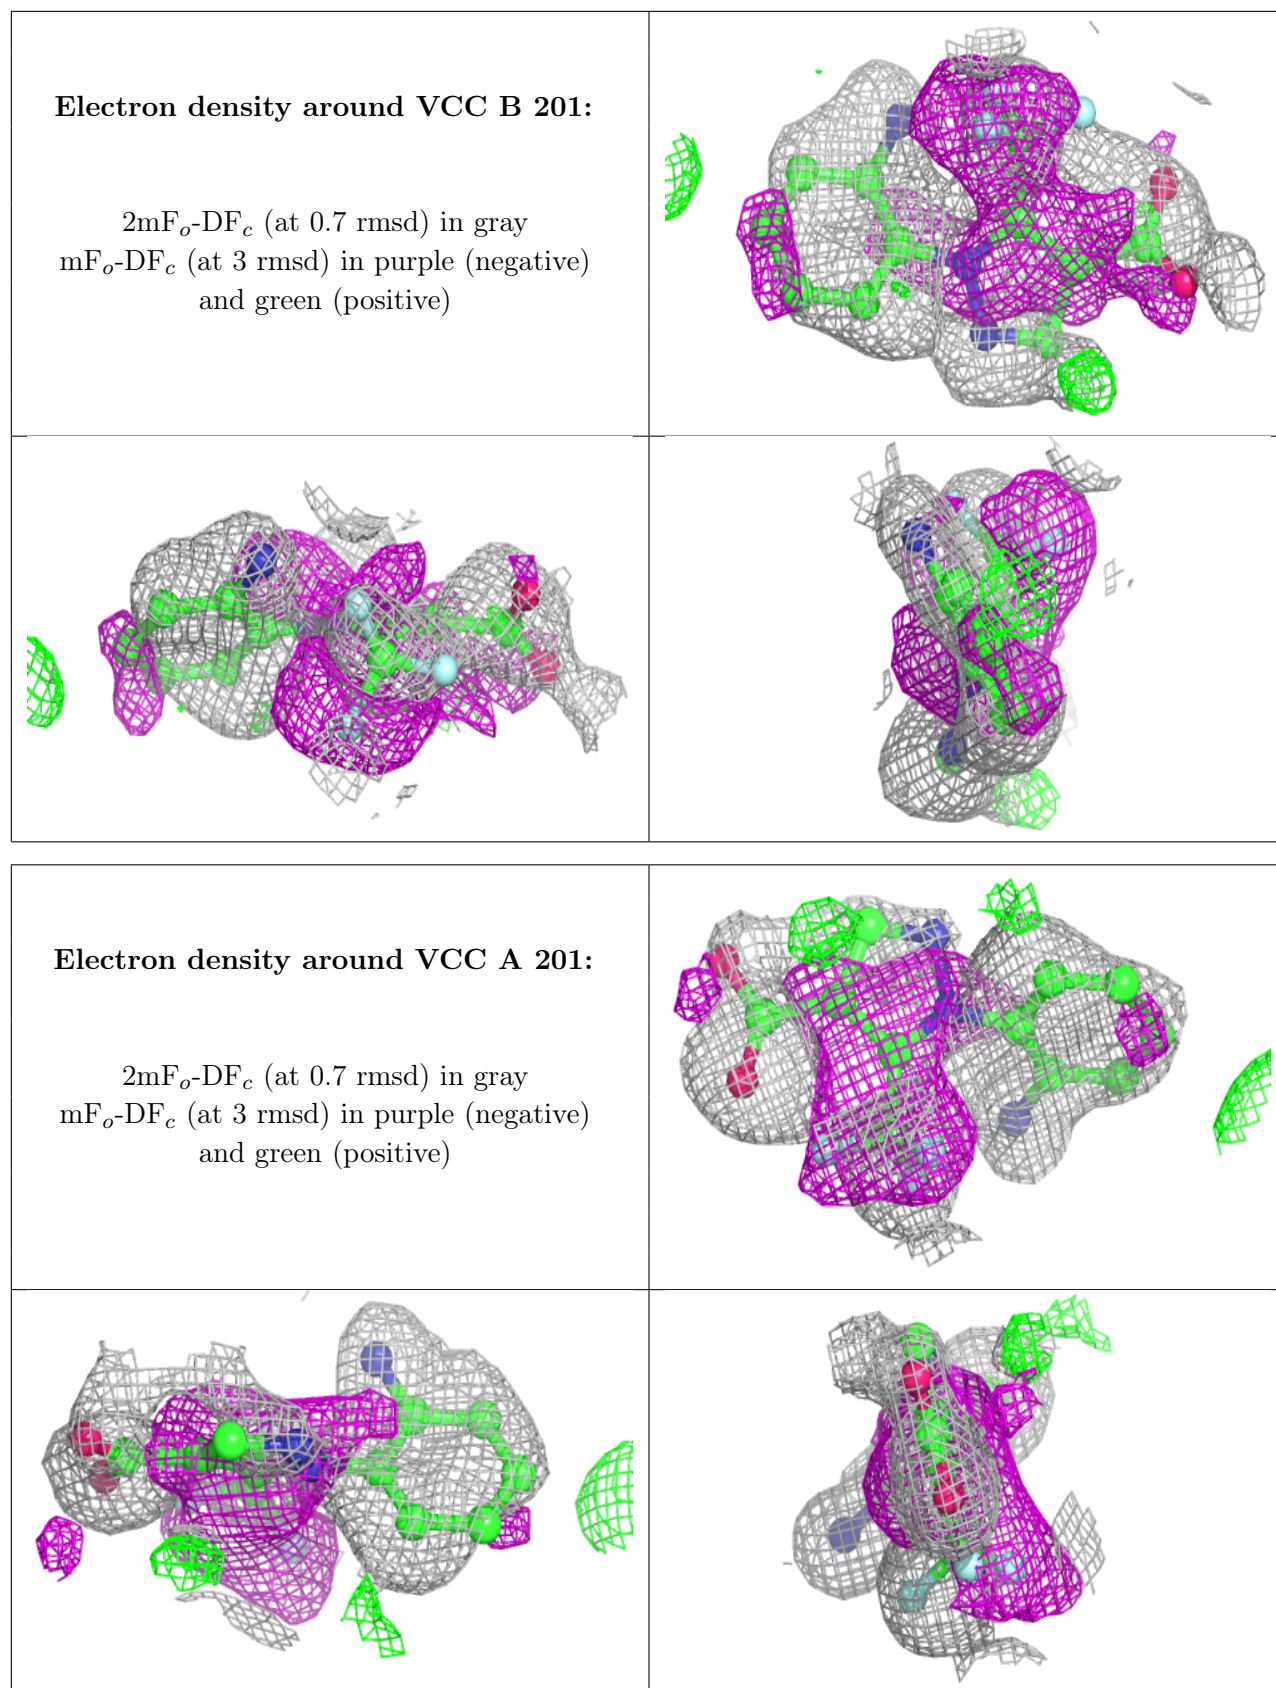 Electron density around VCC B 201:
2mFo-DFc (at 0.7 rmsd) in gray
mFo-DFc (at 3 rmsd) in purple (negative)
and green (positive)
Electron density around VCC A 201:
2mFo-DFc (at 0.7 rmsd) in gray
mFo-DFc (at 3 rmsd) in purple (negative)
and green (positive)